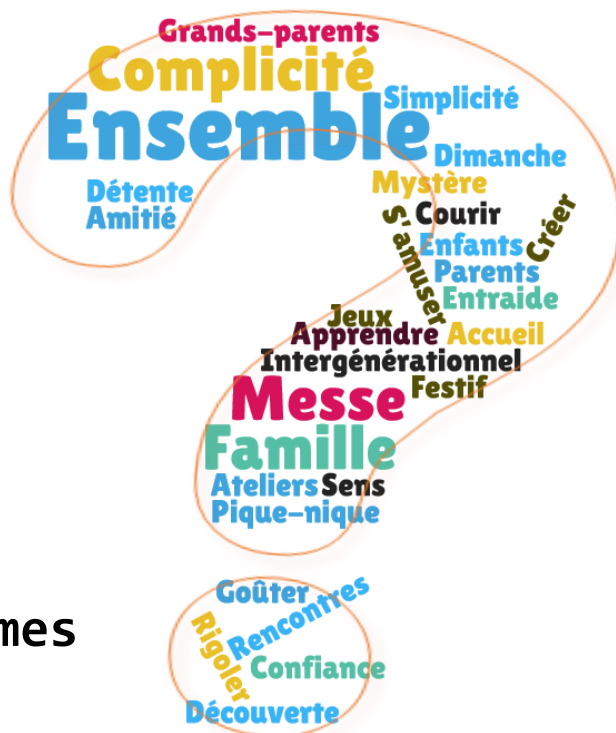 Grands-parents
Complicité
Simplicité
Ensemble
Dimanche
Mystère
Détente
Amitié
Courir
Créer
S'amuser
Enfants
Parents
Entraide
Jeux
Apprendre
Accueil
Intergénérationnel
Festif
Messe
Famille
Ateliers
Sens
Pique-nique
Goûter
Rencontres
mes
Rigoler
Confiance
Découverte